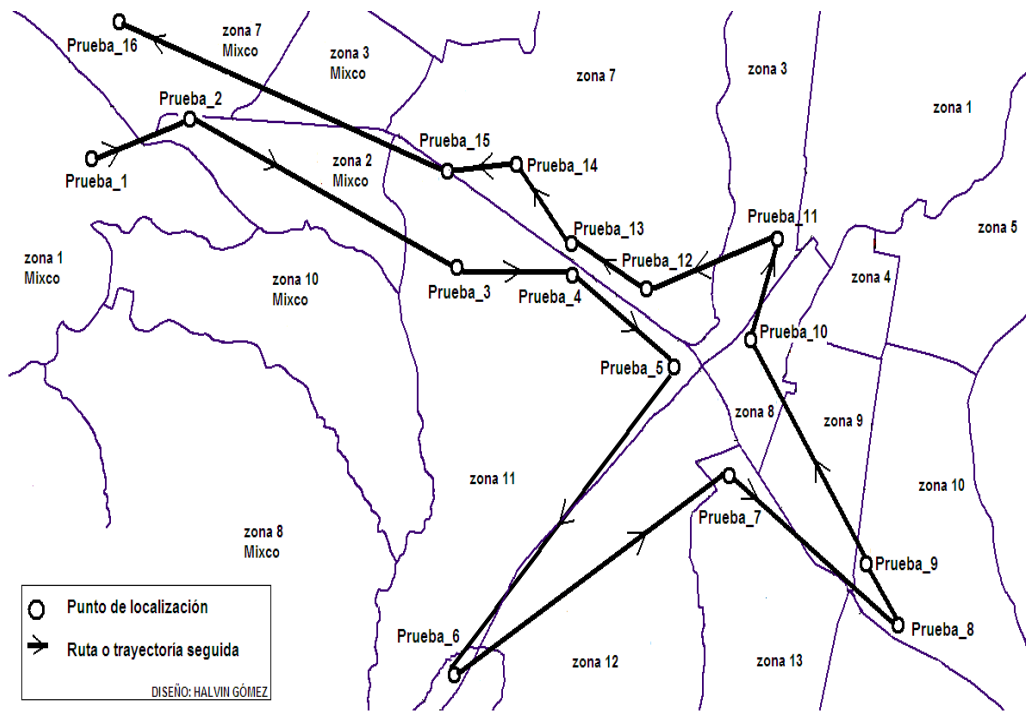 Prueba_16
zona 7
Mixco
zona 3
Mixco
zona 7
zona 3
zona 1
Prueba_2
Prueba_1
Prueba_15
zona 2
Mixco
Prueba_14
Prueba_13
Prueba_11
zona 5
zona 1
Mixco
zona 10
Mixco
Prueba_3
Prueba_4
Prueba_12
zona 4
Prueba_10
Prueba_5
zona 8
zona 9
zona 11
zona 10
Prueba_7
zona 8
Mixco
Prueba_9
Prueba_6
Prueba_8
zona 12
zona 13
Punto de localización
Ruta o trayectoria seguida
DISEÑO: HALVIN GÓMEZ